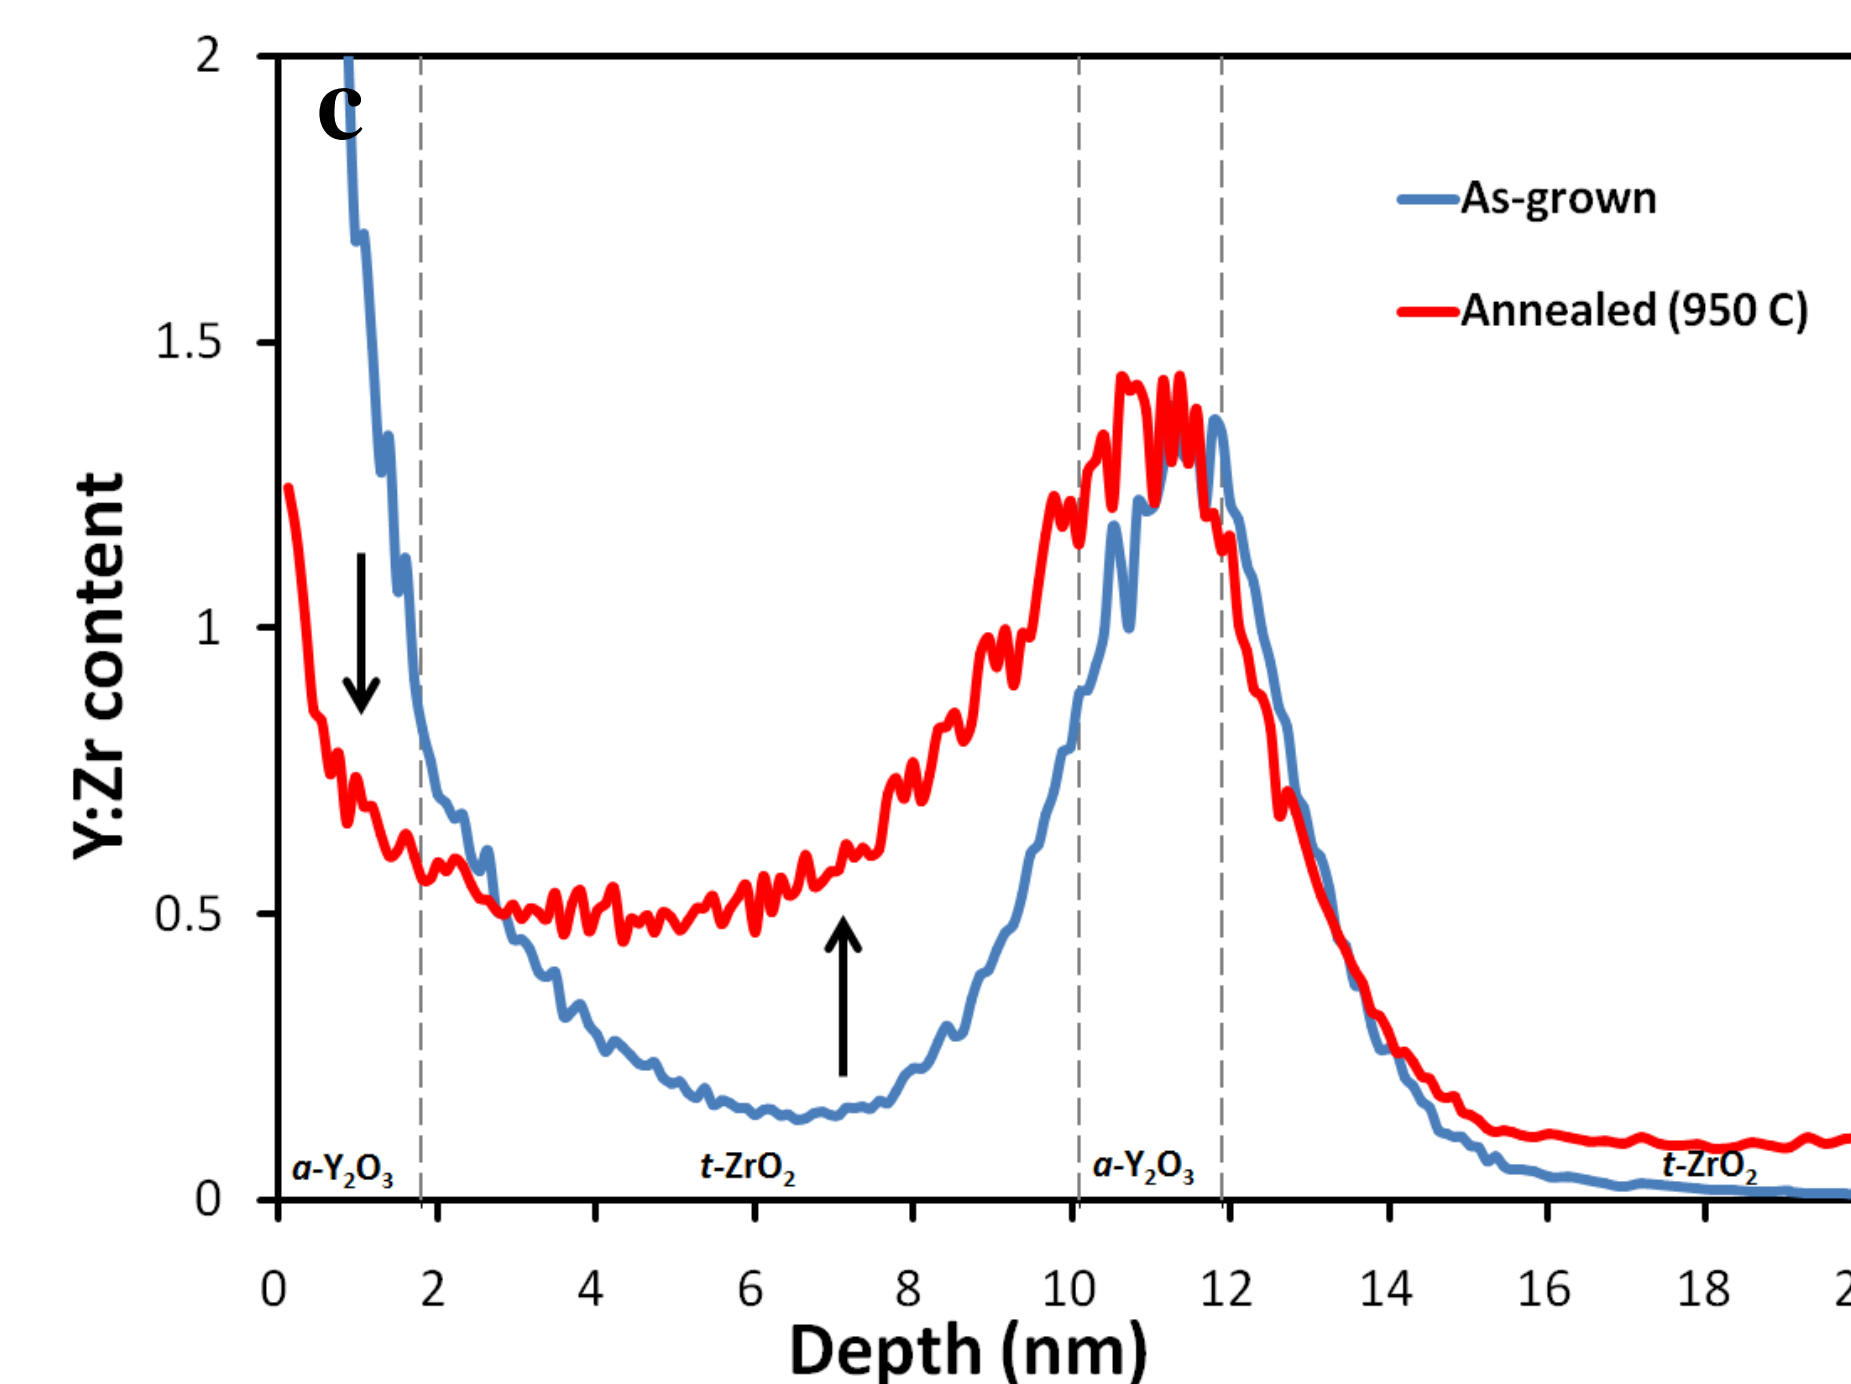 c
2
1.5
1
0.5
0
Y:Zr content
As-grown
Annealed (950 C)
a-Y₂O₃ t-ZrO₂ a-Y₂O₃ t-ZrO₂
0 2 4 6 8 10 12 14 16 18 2
Depth (nm)